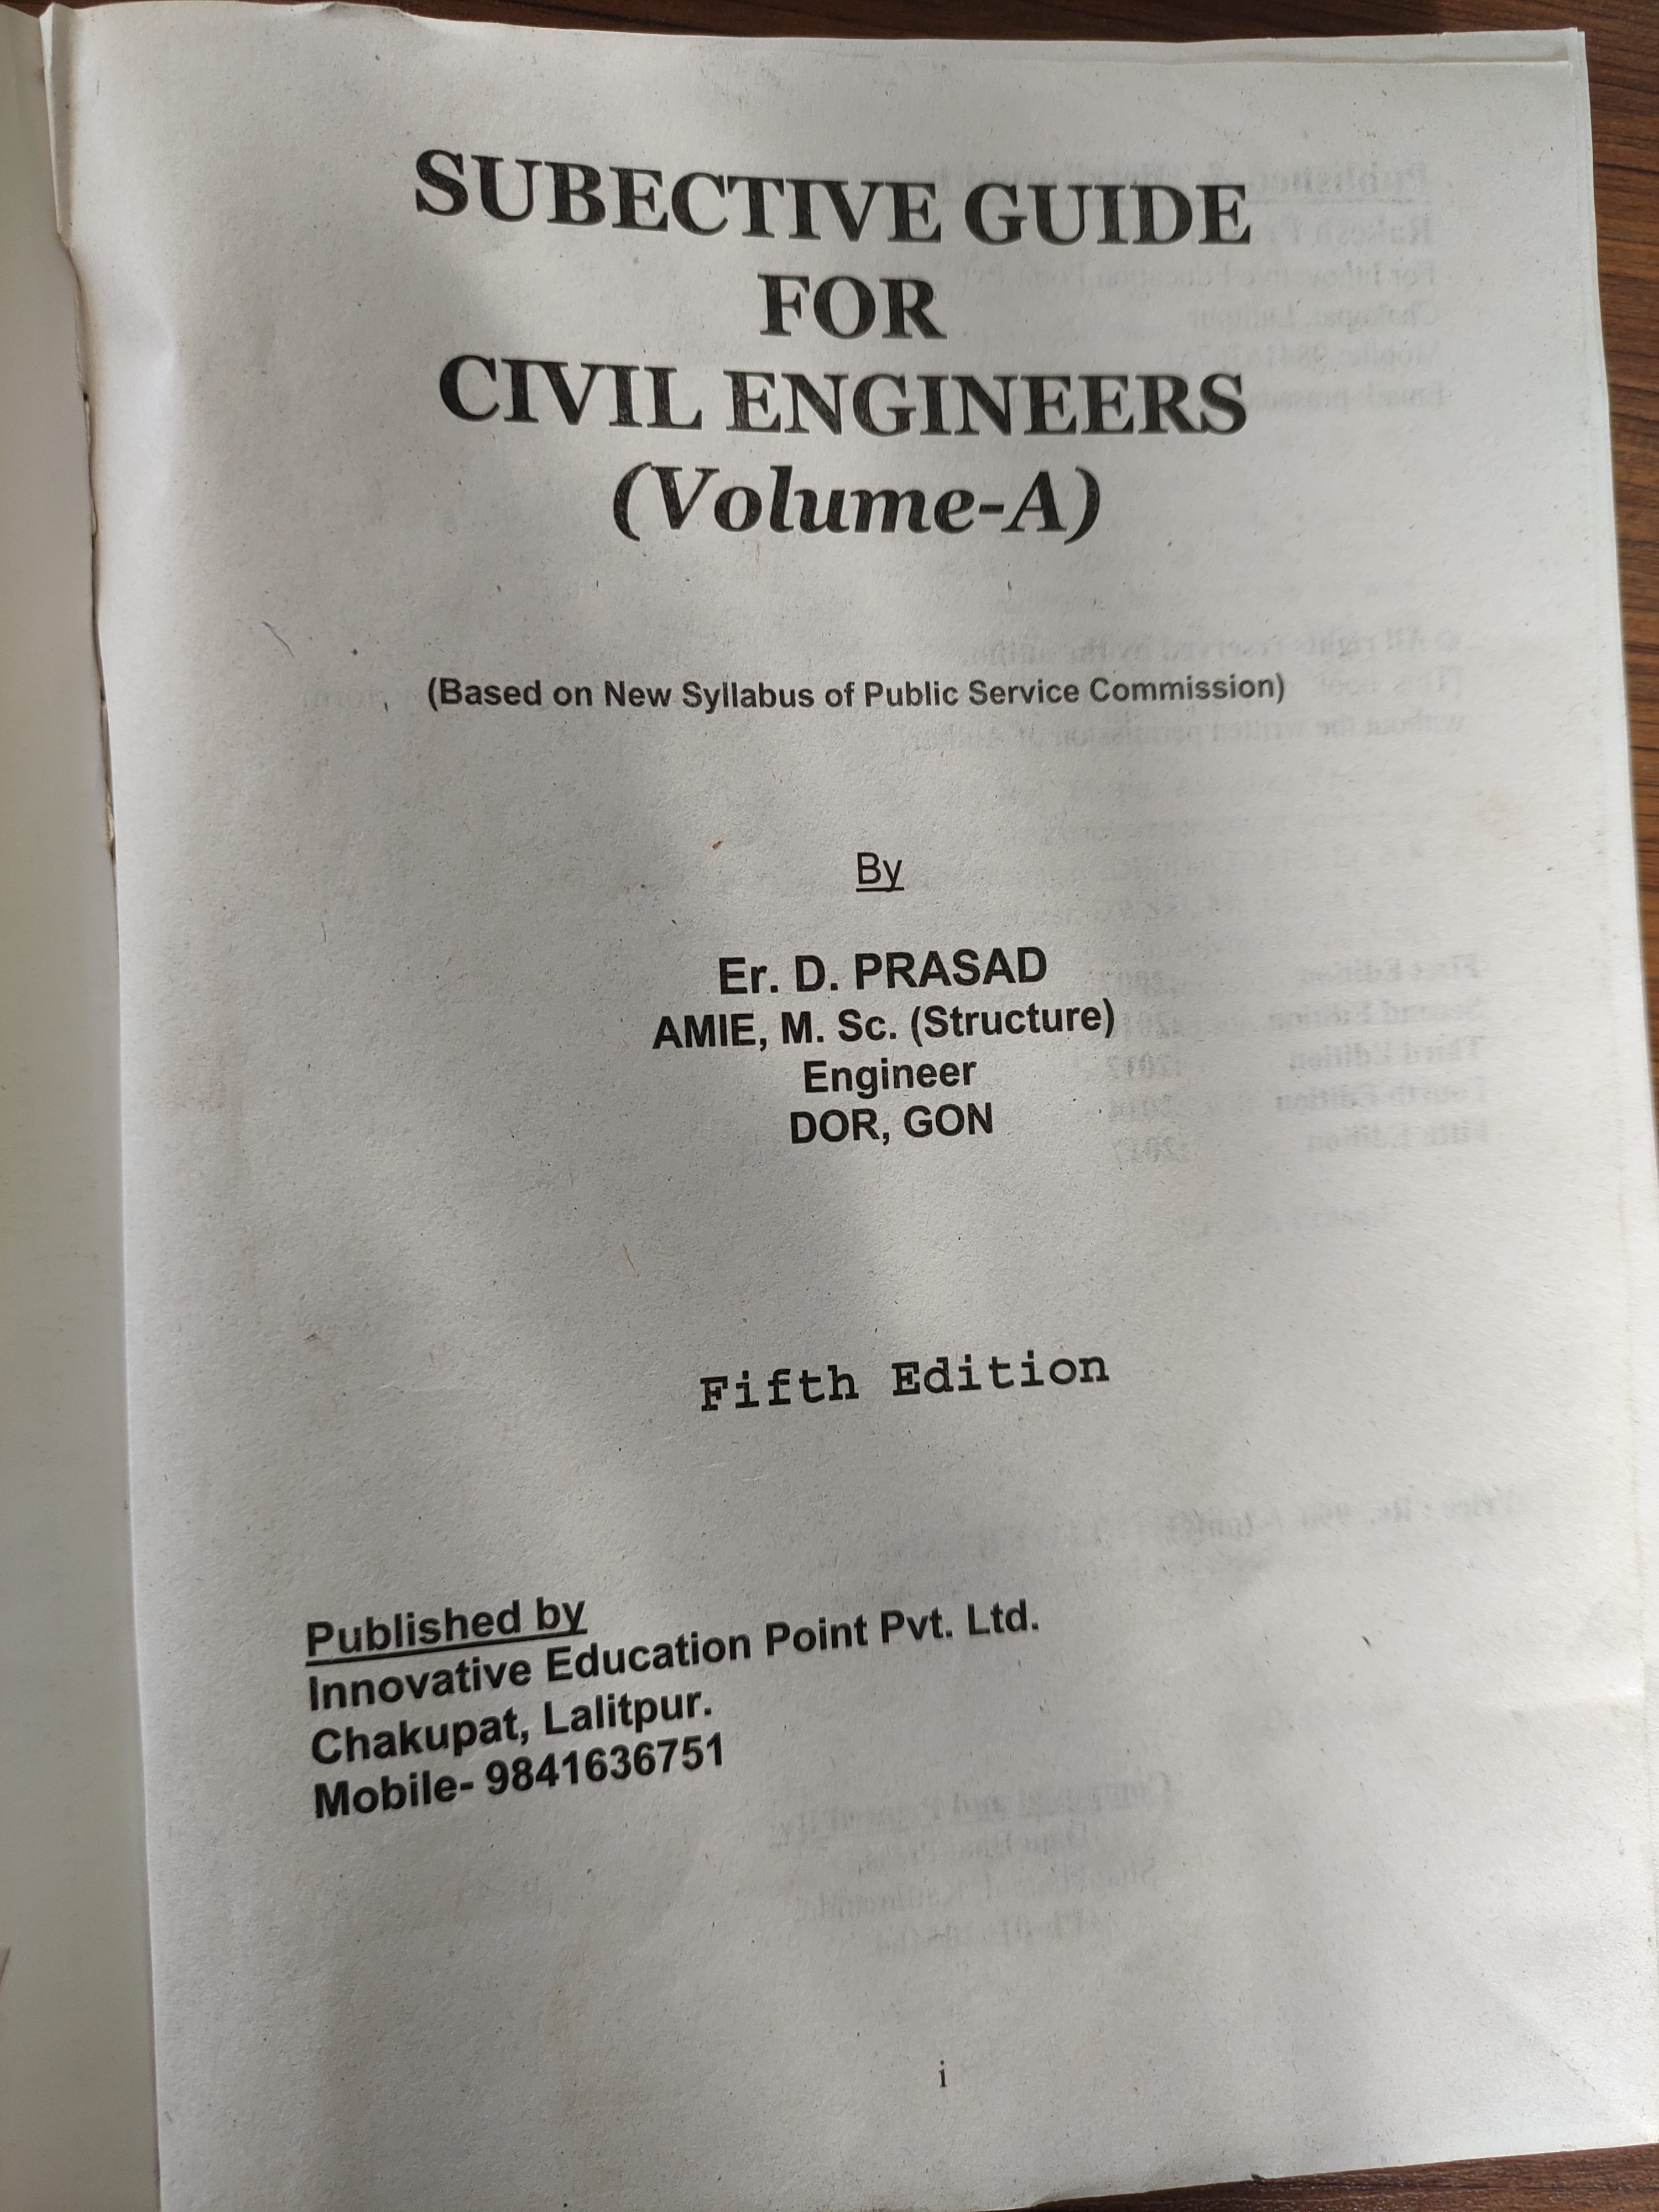 SUBECTIVE GUIDE
FOR
CIVIL ENGINEERS
(Volume-A)
(Based on New Syllabus of Public Service Commission)
By
Er. D. PRASAD
AMIE, M. Sc. (Structure)
Engineer
DOR, GON
Fifth Edition
Published by
Innovative Education Point Pvt. Ltd.
Chakupat, Lalitpur.
Mobile- 9841636751
i